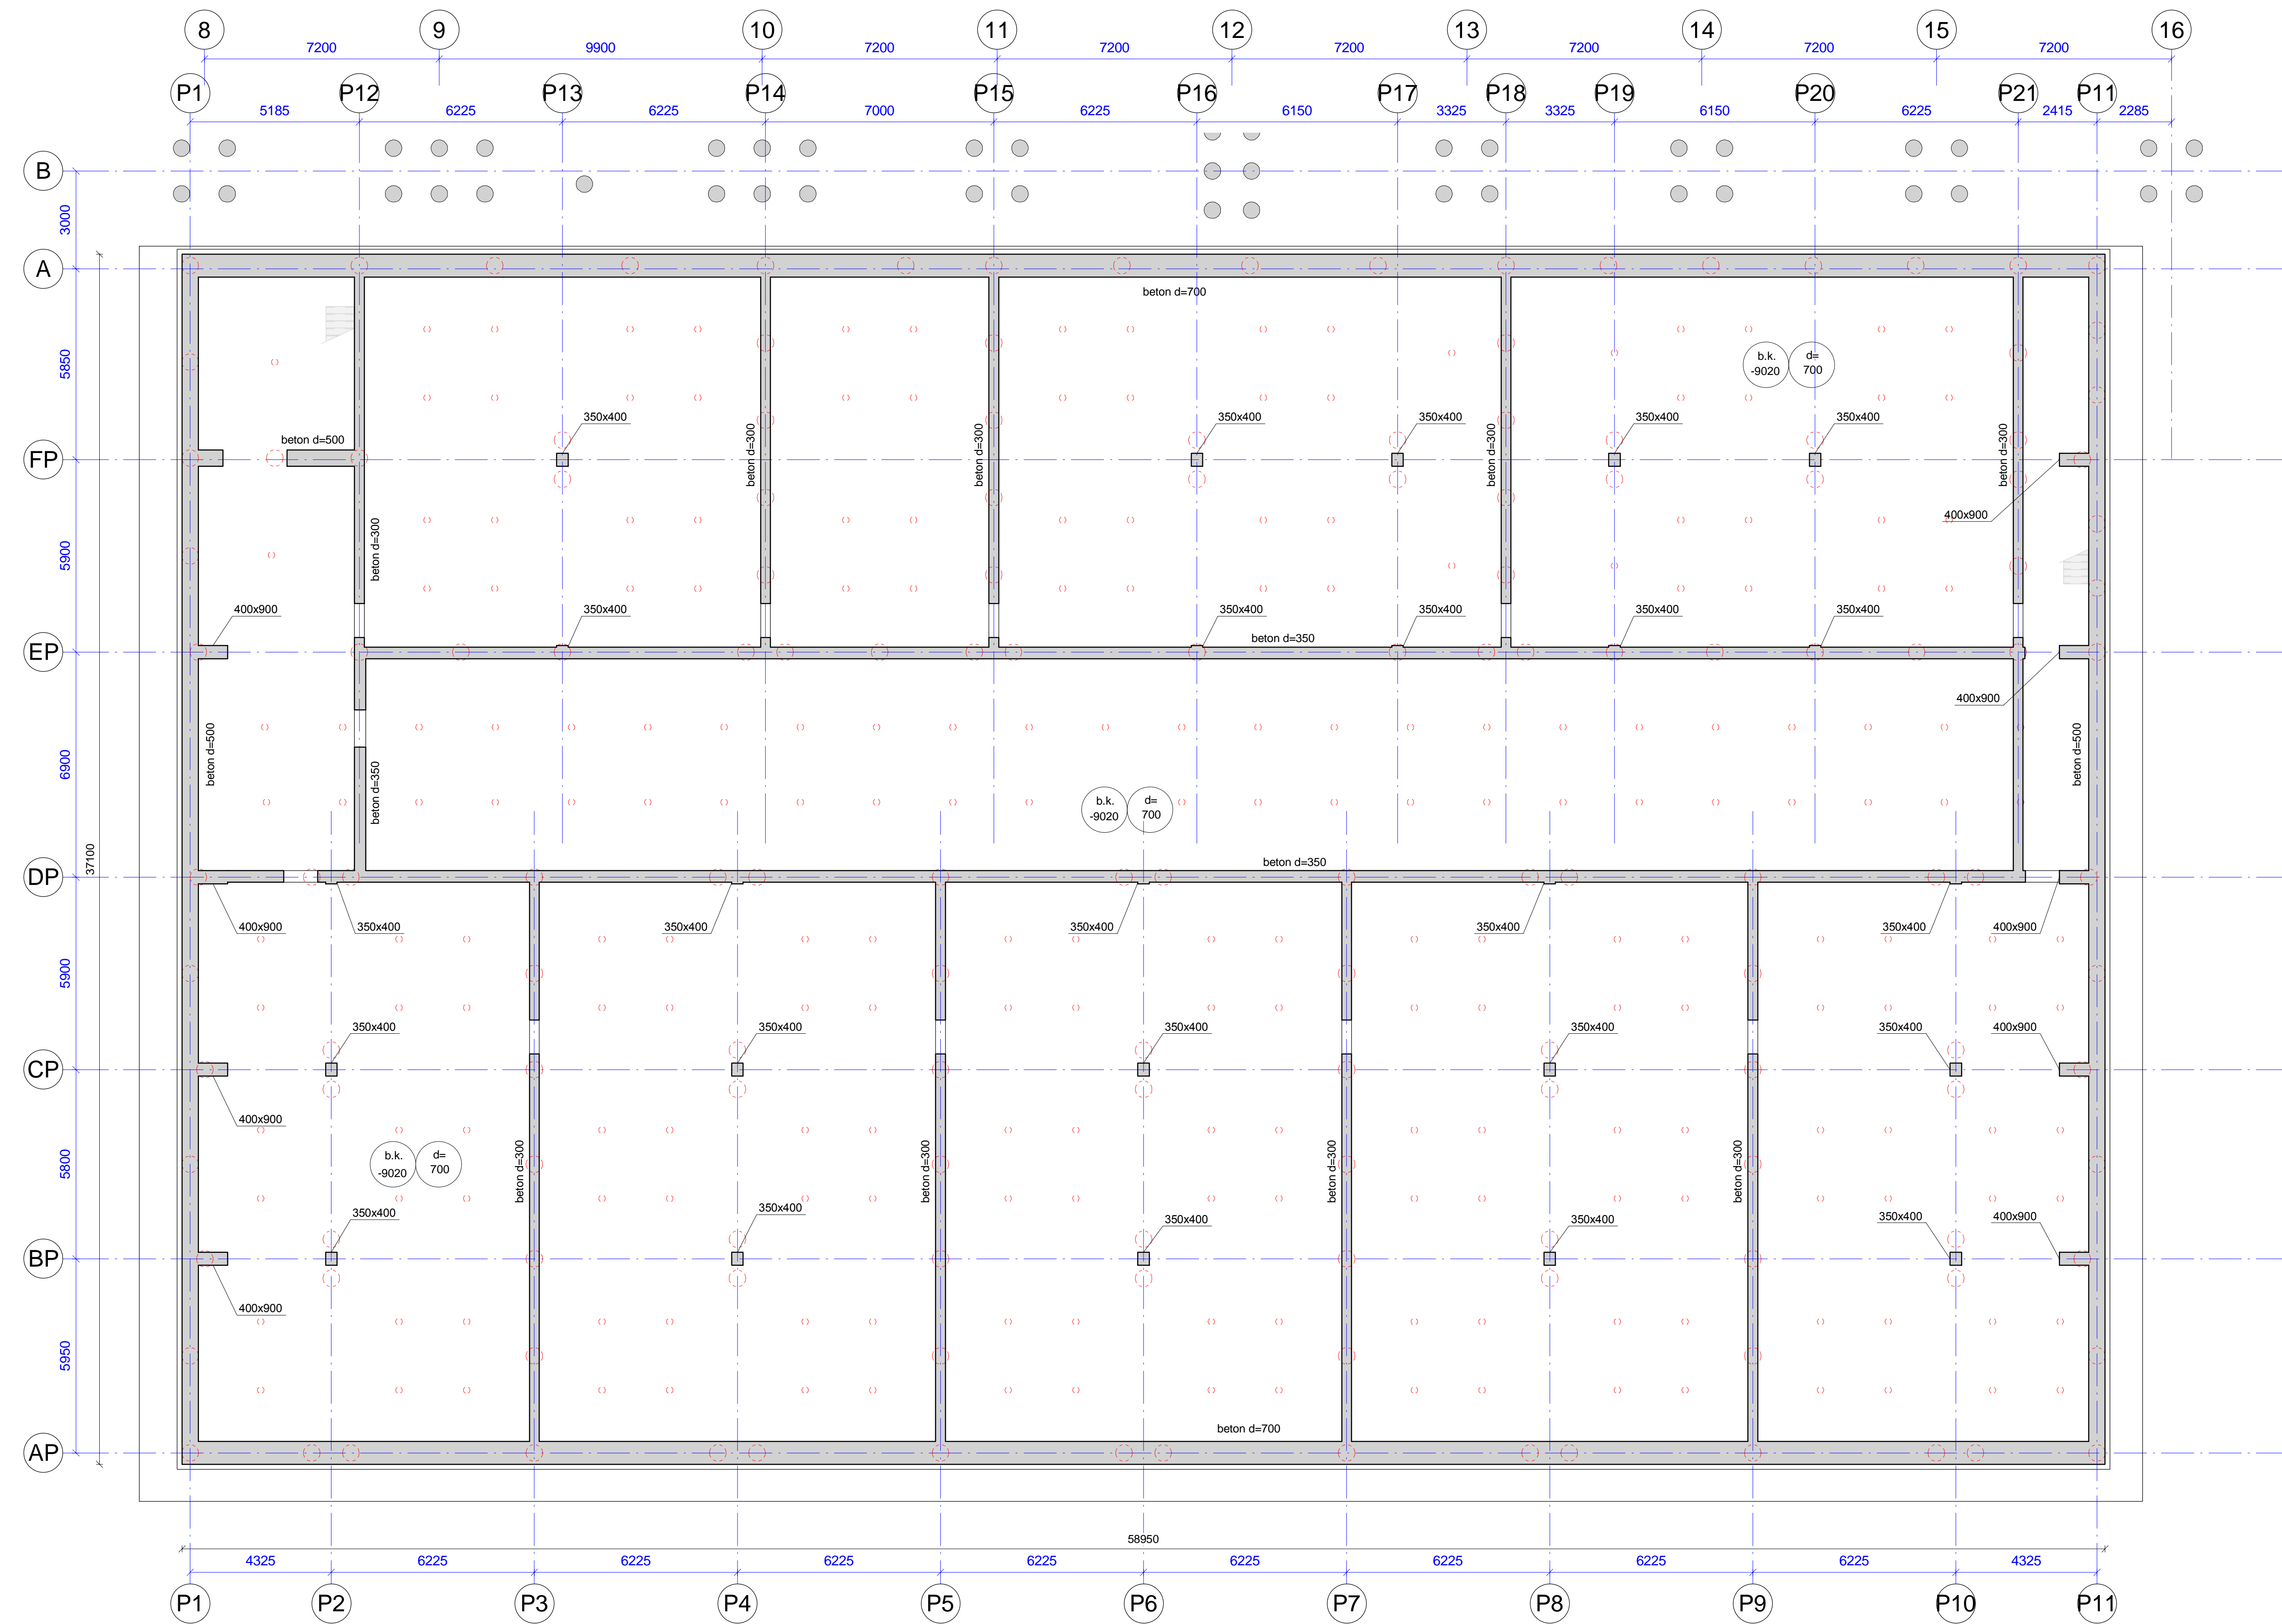 8 9 10 11 12 13 14 15 16
7200 9900 7200 7200 7200 7200 7200 7200
P1 P12 P13 P14 P15 P16 P17 P18 P19 P20 P21 P11
5185 6225 6225 7000 6225 6150 3325 3325 6150 6225 2415 2285
B
3000
A
beton d=700
5850
b.k. d=
-9020 700
350x400 350x400 350x400 350x400 350x400
beton d=500
beton d=300 beton d=300 beton d=300 beton d=300
FP
400x900
beton d=300
5900
400x900 350x400 350x400 350x400 350x400 350x400
beton d=350
EP
400x900
beton d=500 beton d=500
6900
beton d=350
b.k. d=
-9020 700
37100
beton d=350
DP
400x900 350x400 350x400 350x400 350x400 350x400 400x900
5900
350x400 350x400 350x400 350x400 350x400 400x900
CP
400x900
b.k. d=
-9020 700
5800
beton d=300 beton d=300 beton d=300 beton d=300
350x400 350x400 350x400 350x400 350x400 400x900
BP
400x900
5950
beton d=700
AP
58950
4325 6225 6225 6225 6225 6225 6225 6225 6225 4325
P1 P2 P3 P4 P5 P6 P7 P8 P9 P10 P11